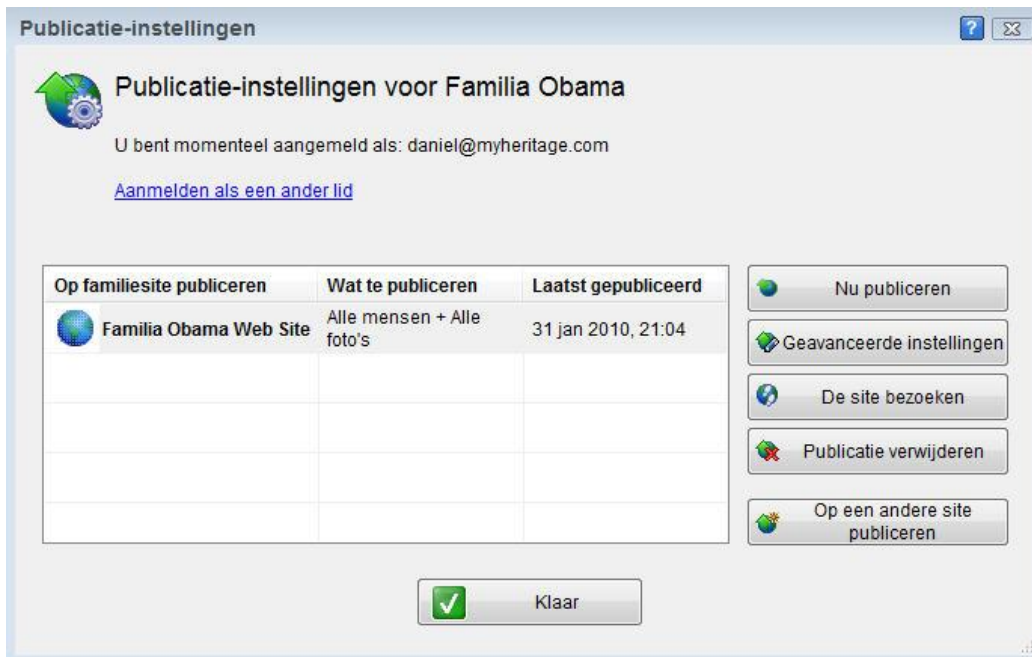 Publicatie-instellingen
?
Publicatie-instellingen voor Familia Obama
U bent momenteel aangemeld als: daniel@myheritage.com
Aanmelden als een ander lid
Op familiesite publiceren Wat te publiceren Laatst gepubliceerd
Familia Obama Web Site Alle mensen + Alle
foto's 31 jan 2010, 21:04
Nu publiceren
Geavanceerde instellingen
De site bezoeken
Publicatie verwijderen
Op een andere site
publiceren
Klaar